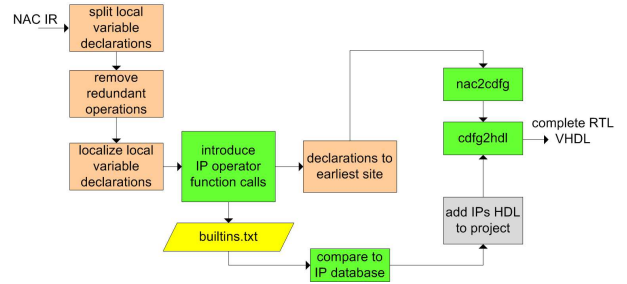 NAC IR
split local
variable
declarations
remove
redundant
operations
localize local
variable
declarations
introduce
IP operator
function calls
declarations to
earliest site
nac2cdfg
cdfg2hdl
complete RTL
VHDL
builtins.txt
compare to
IP database
add IPs HDL
to project